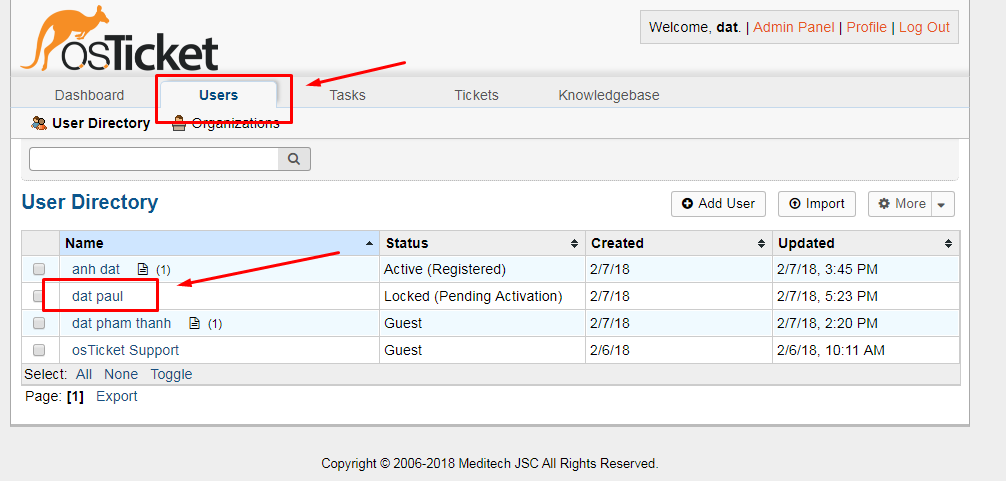 osTicket
Welcome, dat. | Admin Panel | Profile | Log Out
Dashboard Users Tasks Tickets Knowledgebase
User Directory Organizations
User Directory
Add User Import More
Name Status Created Updated
anh dat (1) Active (Registered) 2/7/18 2/7/18, 3:45 PM
dat paul Locked (Pending Activation) 2/7/18 2/7/18, 5:23 PM
dat pham thanh (1) Guest 2/7/18 2/7/18, 2:20 PM
osTicket Support Guest 2/6/18 2/6/18, 10:11 AM
Select: All None Toggle
Page: [1] Export
Copyright © 2006-2018 Meditech JSC All Rights Reserved.